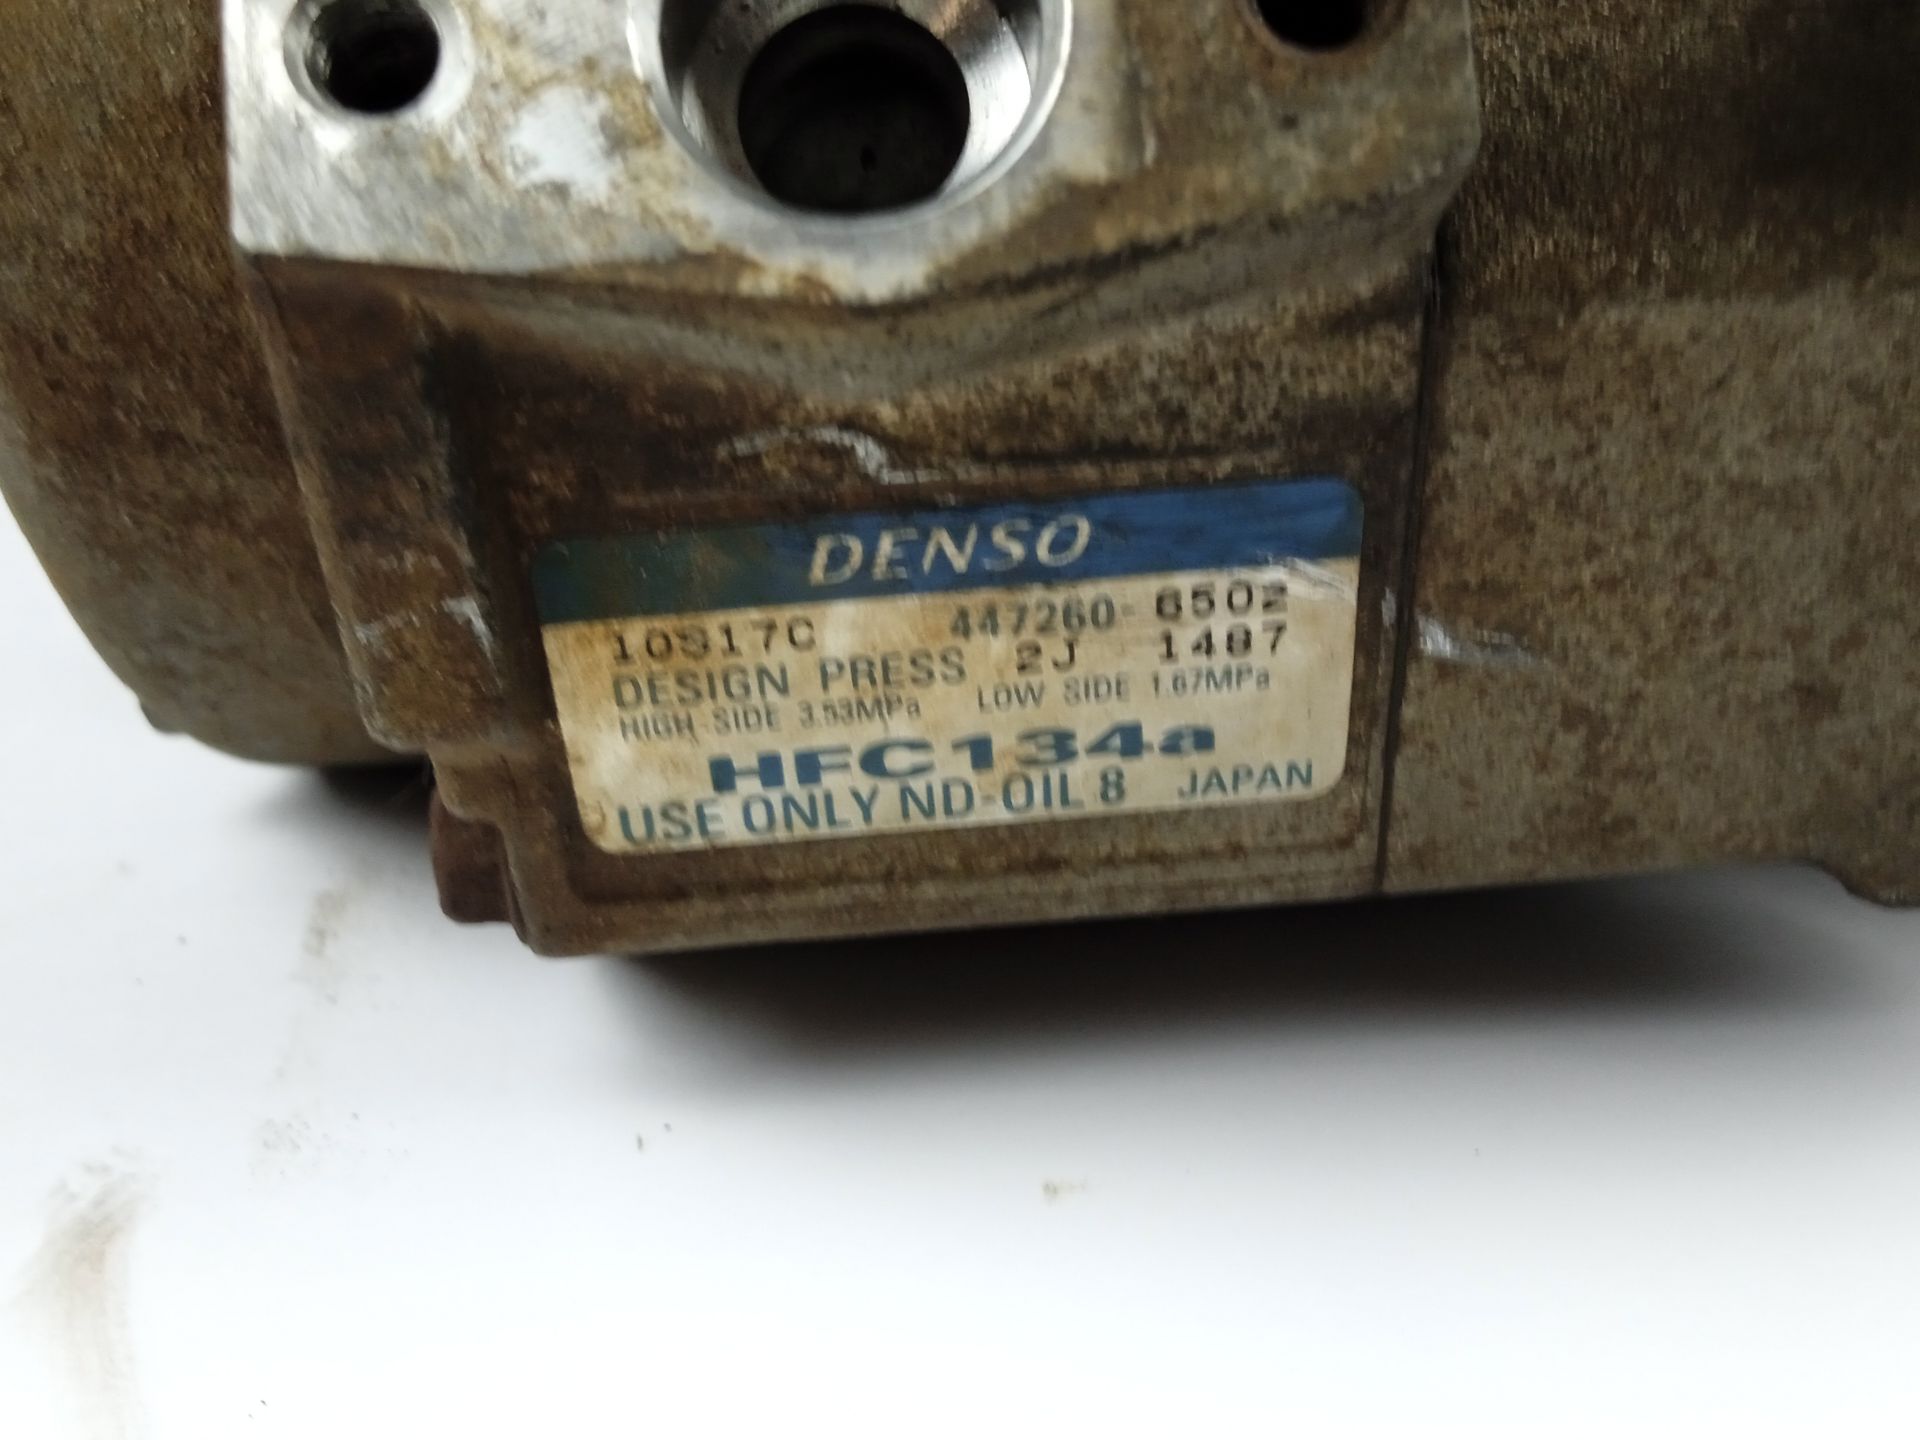 DENSO
10S17C 447260-6502
DESIGN PRESS 2J 1487
HIGH SIDE 3.53MPa LOW SIDE 1.67MPa
HFC134a
USE ONLY ND-OIL 8 JAPAN